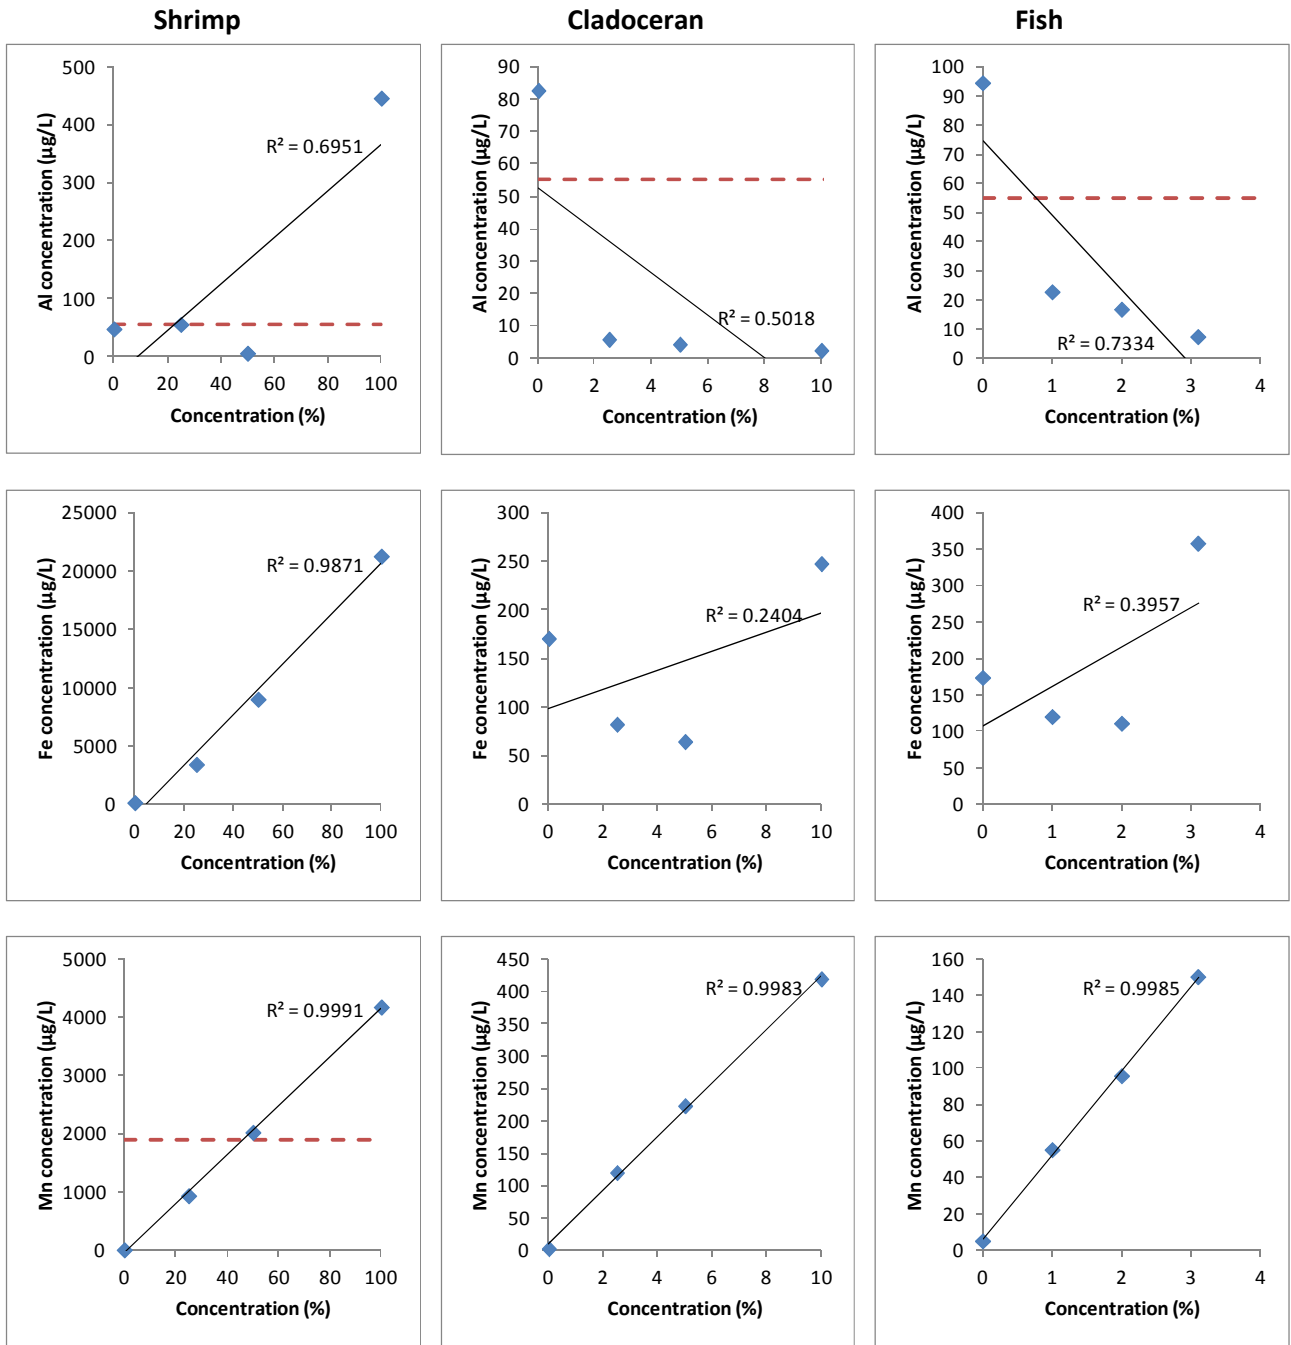 Shrimp
Cladoceran
Fish
500
400
300
200
100
0
Al concentration (µg/L)
R² = 0.6951
0 20 40 60 80 100
Concentration (%)
90
80
70
60
50
40
30
20
10
0
Al concentration (µg/L)
R² = 0.5018
0 2 4 6 8 10
Concentration (%)
100
90
80
70
60
50
40
30
20
10
0
Al concentration (µg/L)
R² = 0.7334
0 1 2 3 4
Concentration (%)
25000
20000
15000
10000
5000
0
Fe concentration (µg/L)
R² = 0.9871
0 20 40 60 80 100
Concentration (%)
300
250
200
150
100
50
0
Fe concentration (µg/L)
R² = 0.2404
0 2 4 6 8 10
Concentration (%)
400
350
300
250
200
150
100
50
0
Fe concentration (µg/L)
R² = 0.3957
0 1 2 3 4
Concentration (%)
5000
4000
3000
2000
1000
0
Mn concentration (µg/L)
R² = 0.9991
0 20 40 60 80 100
Concentration (%)
450
400
350
300
250
200
150
100
50
0
Mn concentration (µg/L)
R² = 0.9983
0 2 4 6 8 10
Concentration (%)
160
140
120
100
80
60
40
20
0
Mn concentration (µg/L)
R² = 0.9985
0 1 2 3 4
Concentration (%)